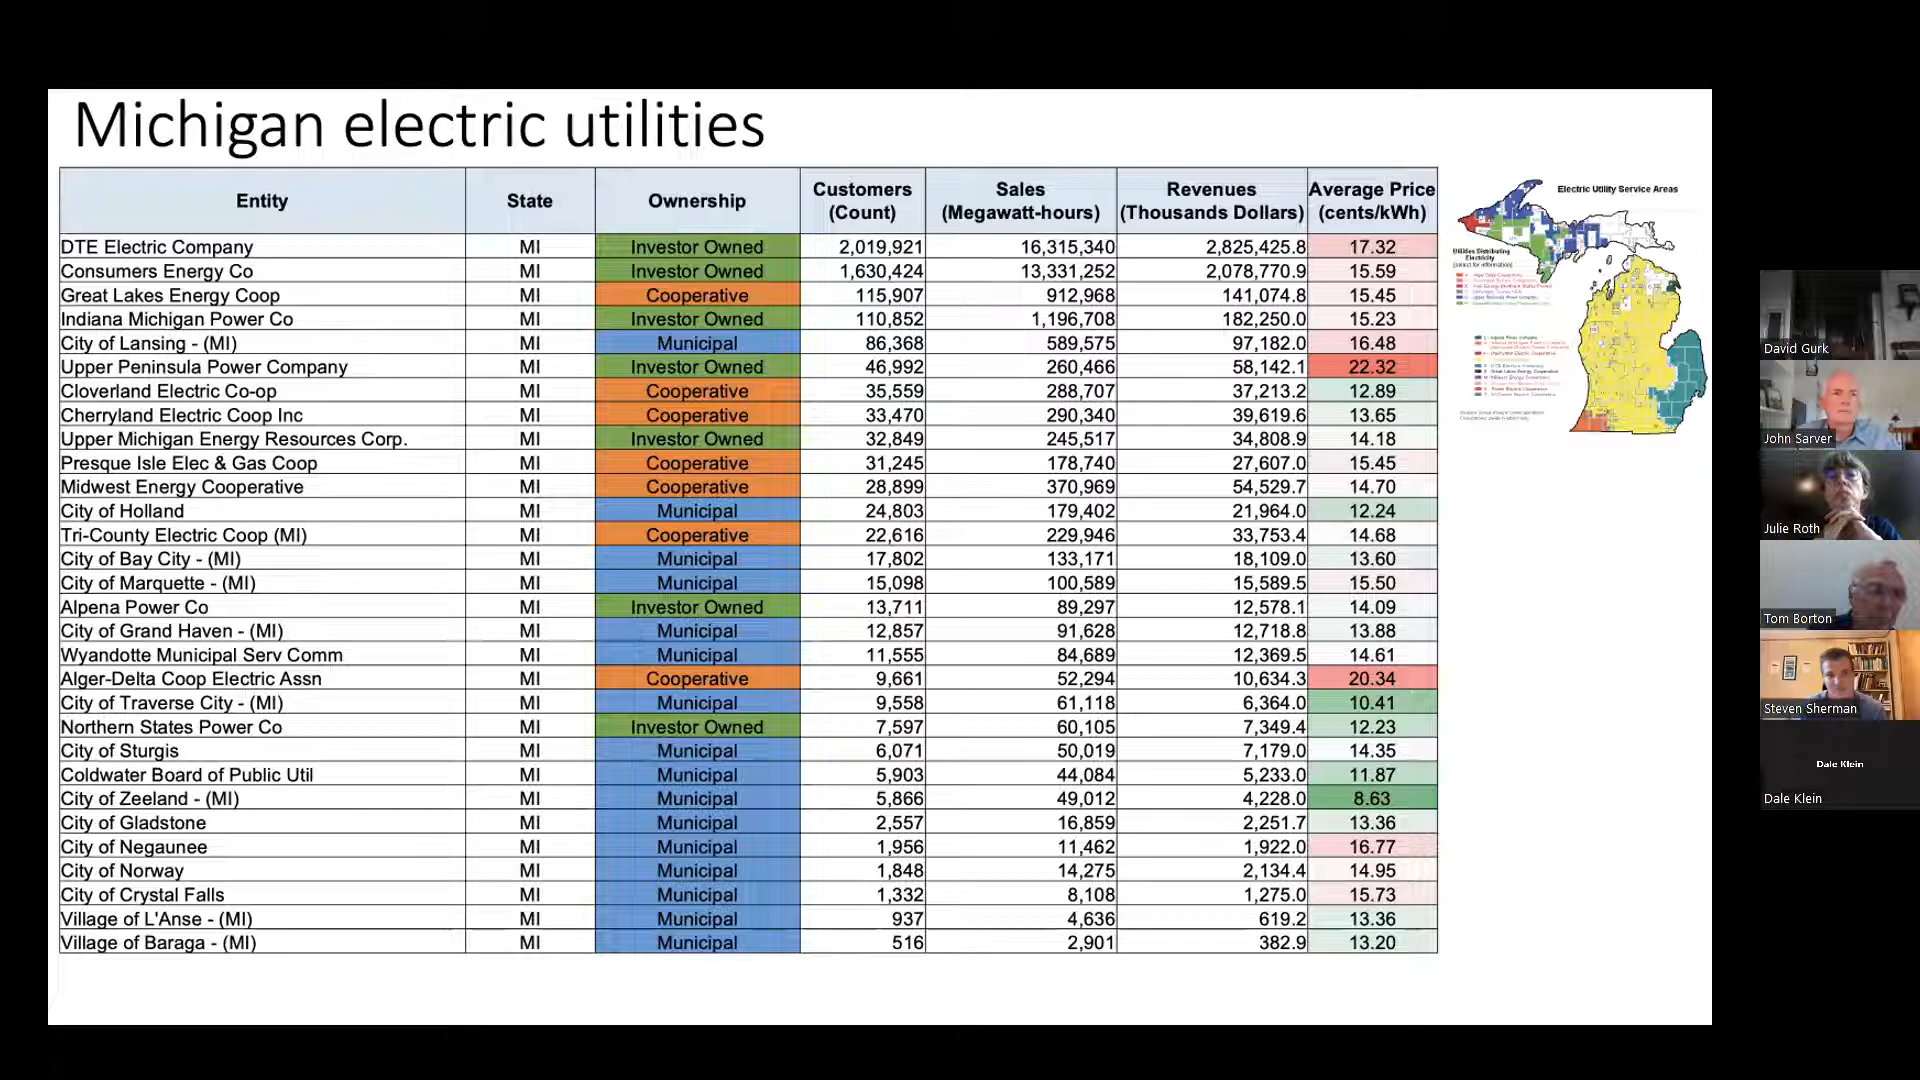 Michigan electric utilities
Entity State Ownership Customers (Count) Sales (Megawatt-hours) Revenues (Thousands Dollars) Average Price (cents/kWh)
DTE Electric Company MI Investor Owned 2,019,921 16,315,340 2,825,425.8 17.32
Consumers Energy Co MI Investor Owned 1,630,424 13,331,252 2,078,770.9 15.59
Great Lakes Energy Coop MI Cooperative 115,907 912,968 141,074.8 15.45
Indiana Michigan Power Co MI Investor Owned 110,852 1,196,708 182,250.0 15.23
City of Lansing - (MI) MI Municipal 86,368 589,575 97,182.0 16.48
Upper Peninsula Power Company MI Investor Owned 46,992 260,466 58,142.1 22.32
Cloverland Electric Co-op MI Cooperative 35,559 288,707 37,213.2 12.89
Cherryland Electric Coop Inc MI Cooperative 33,470 290,340 39,619.6 13.65
Upper Michigan Energy Resources Corp. MI Investor Owned 32,849 245,517 34,808.9 14.18
Presque Isle Elec & Gas Coop MI Cooperative 31,245 178,740 27,607.0 15.45
Midwest Energy Cooperative MI Cooperative 28,899 370,969 54,529.7 14.70
City of Holland MI Municipal 24,803 179,402 21,964.0 12.24
Tri-County Electric Coop (MI) MI Cooperative 22,616 229,946 33,753.4 14.68
City of Bay City - (MI) MI Municipal 17,802 133,171 18,109.0 13.60
City of Marquette - (MI) MI Municipal 15,098 100,589 15,589.5 15.50
Alpena Power Co MI Investor Owned 13,711 89,297 12,578.1 14.09
City of Grand Haven - (MI) MI Municipal 12,857 91,628 12,718.8 13.88
Wyandotte Municipal Serv Comm MI Municipal 11,555 84,689 12,369.5 14.61
Alger-Delta Coop Electric Assn MI Cooperative 9,661 52,294 10,634.3 20.34
City of Traverse City - (MI) MI Municipal 9,558 61,118 6,364.0 10.41
Northern States Power Co MI Investor Owned 7,597 60,105 7,349.4 12.23
City of Sturgis MI Municipal 6,071 50,019 7,179.0 14.35
Coldwater Board of Public Util MI Municipal 5,903 44,084 5,233.0 11.87
City of Zeeland - (MI) MI Municipal 5,866 49,012 4,228.0 8.63
City of Gladstone MI Municipal 2,557 16,859 2,251.7 13.36
City of Negaunee MI Municipal 1,956 11,462 1,922.0 16.77
City of Norway MI Municipal 1,848 14,275 2,134.4 14.95
City of Crystal Falls MI Municipal 1,332 8,108 1,275.0 15.73
Village of L'Anse - (MI) MI Municipal 937 4,636 619.2 13.36
Village of Baraga - (MI) MI Municipal 516 2,901 382.9 13.20
Electric Utility Service Areas
Utilities Distributing
Electricity
David Gurk
John Sarver
Julie Roth
Tom Borton
Steven Sherman
Dale Klein
Dale Klein